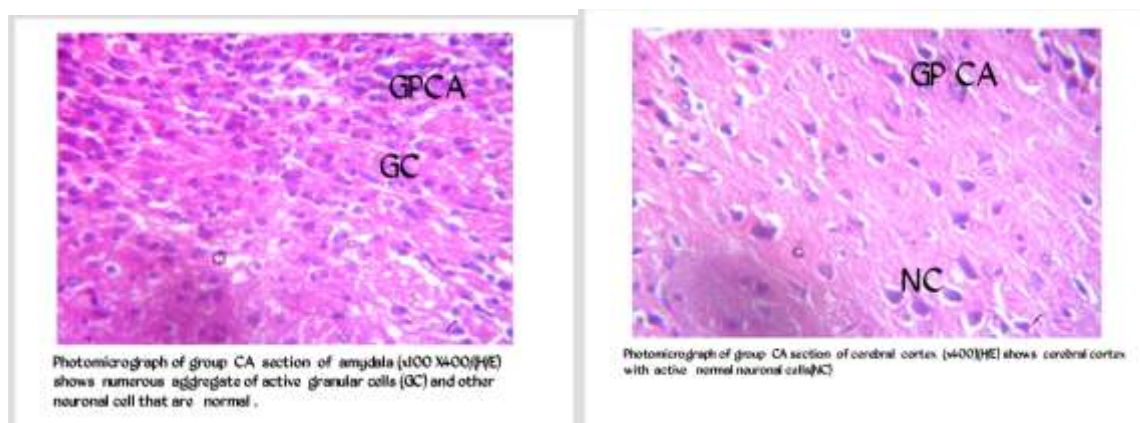 GPCA
GC
Photomicrograph of group CA section of amydala (x100 X400)(H/E)
shows numerous aggregate of active granular cells (GC) and other
neuronal cell that are normal .
GP CA
NC
Photomicrograph of group CA section of cerebral cortex (x400)(H/E) shows cerebral cortex
with active normal neuronal cells(NC)